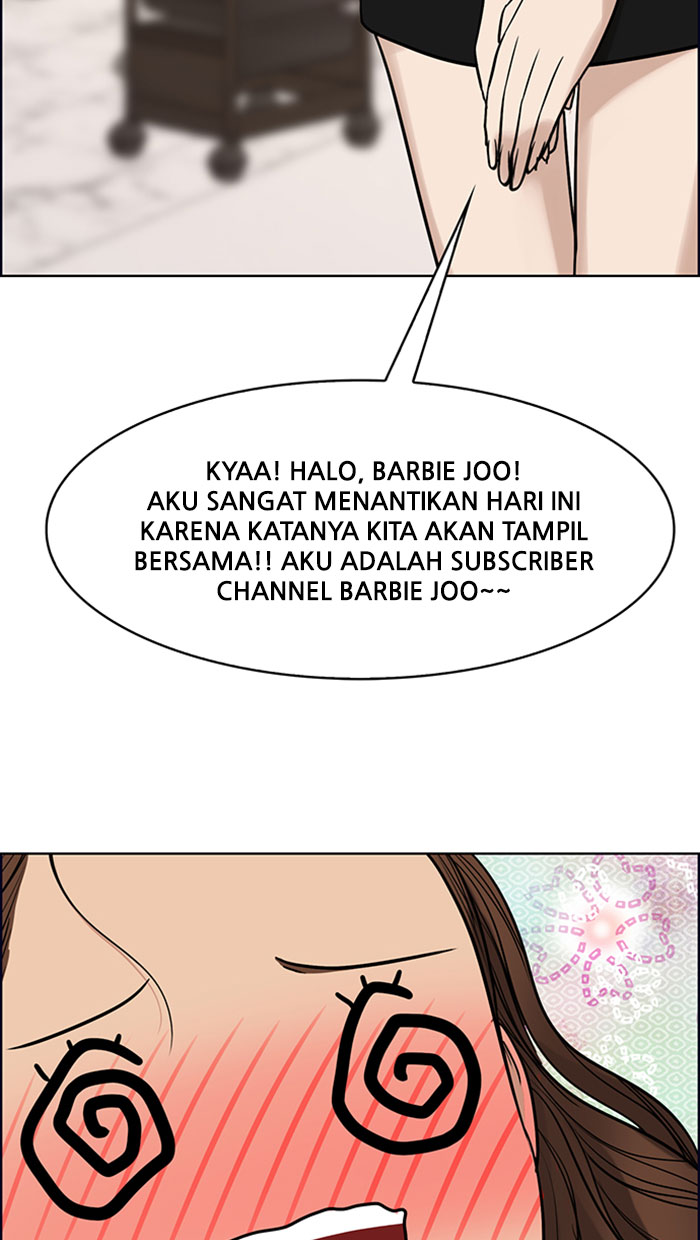 KYAA! HALO, BARBIE JOO!
AKU SANGAT MENANTIKAN HARI INI
KARENA KATANYA KITA AKAN TAMPIL
BERSAMA!! AKU ADALAH SUBSCRIBER
CHANNEL BARBIE JOO~~